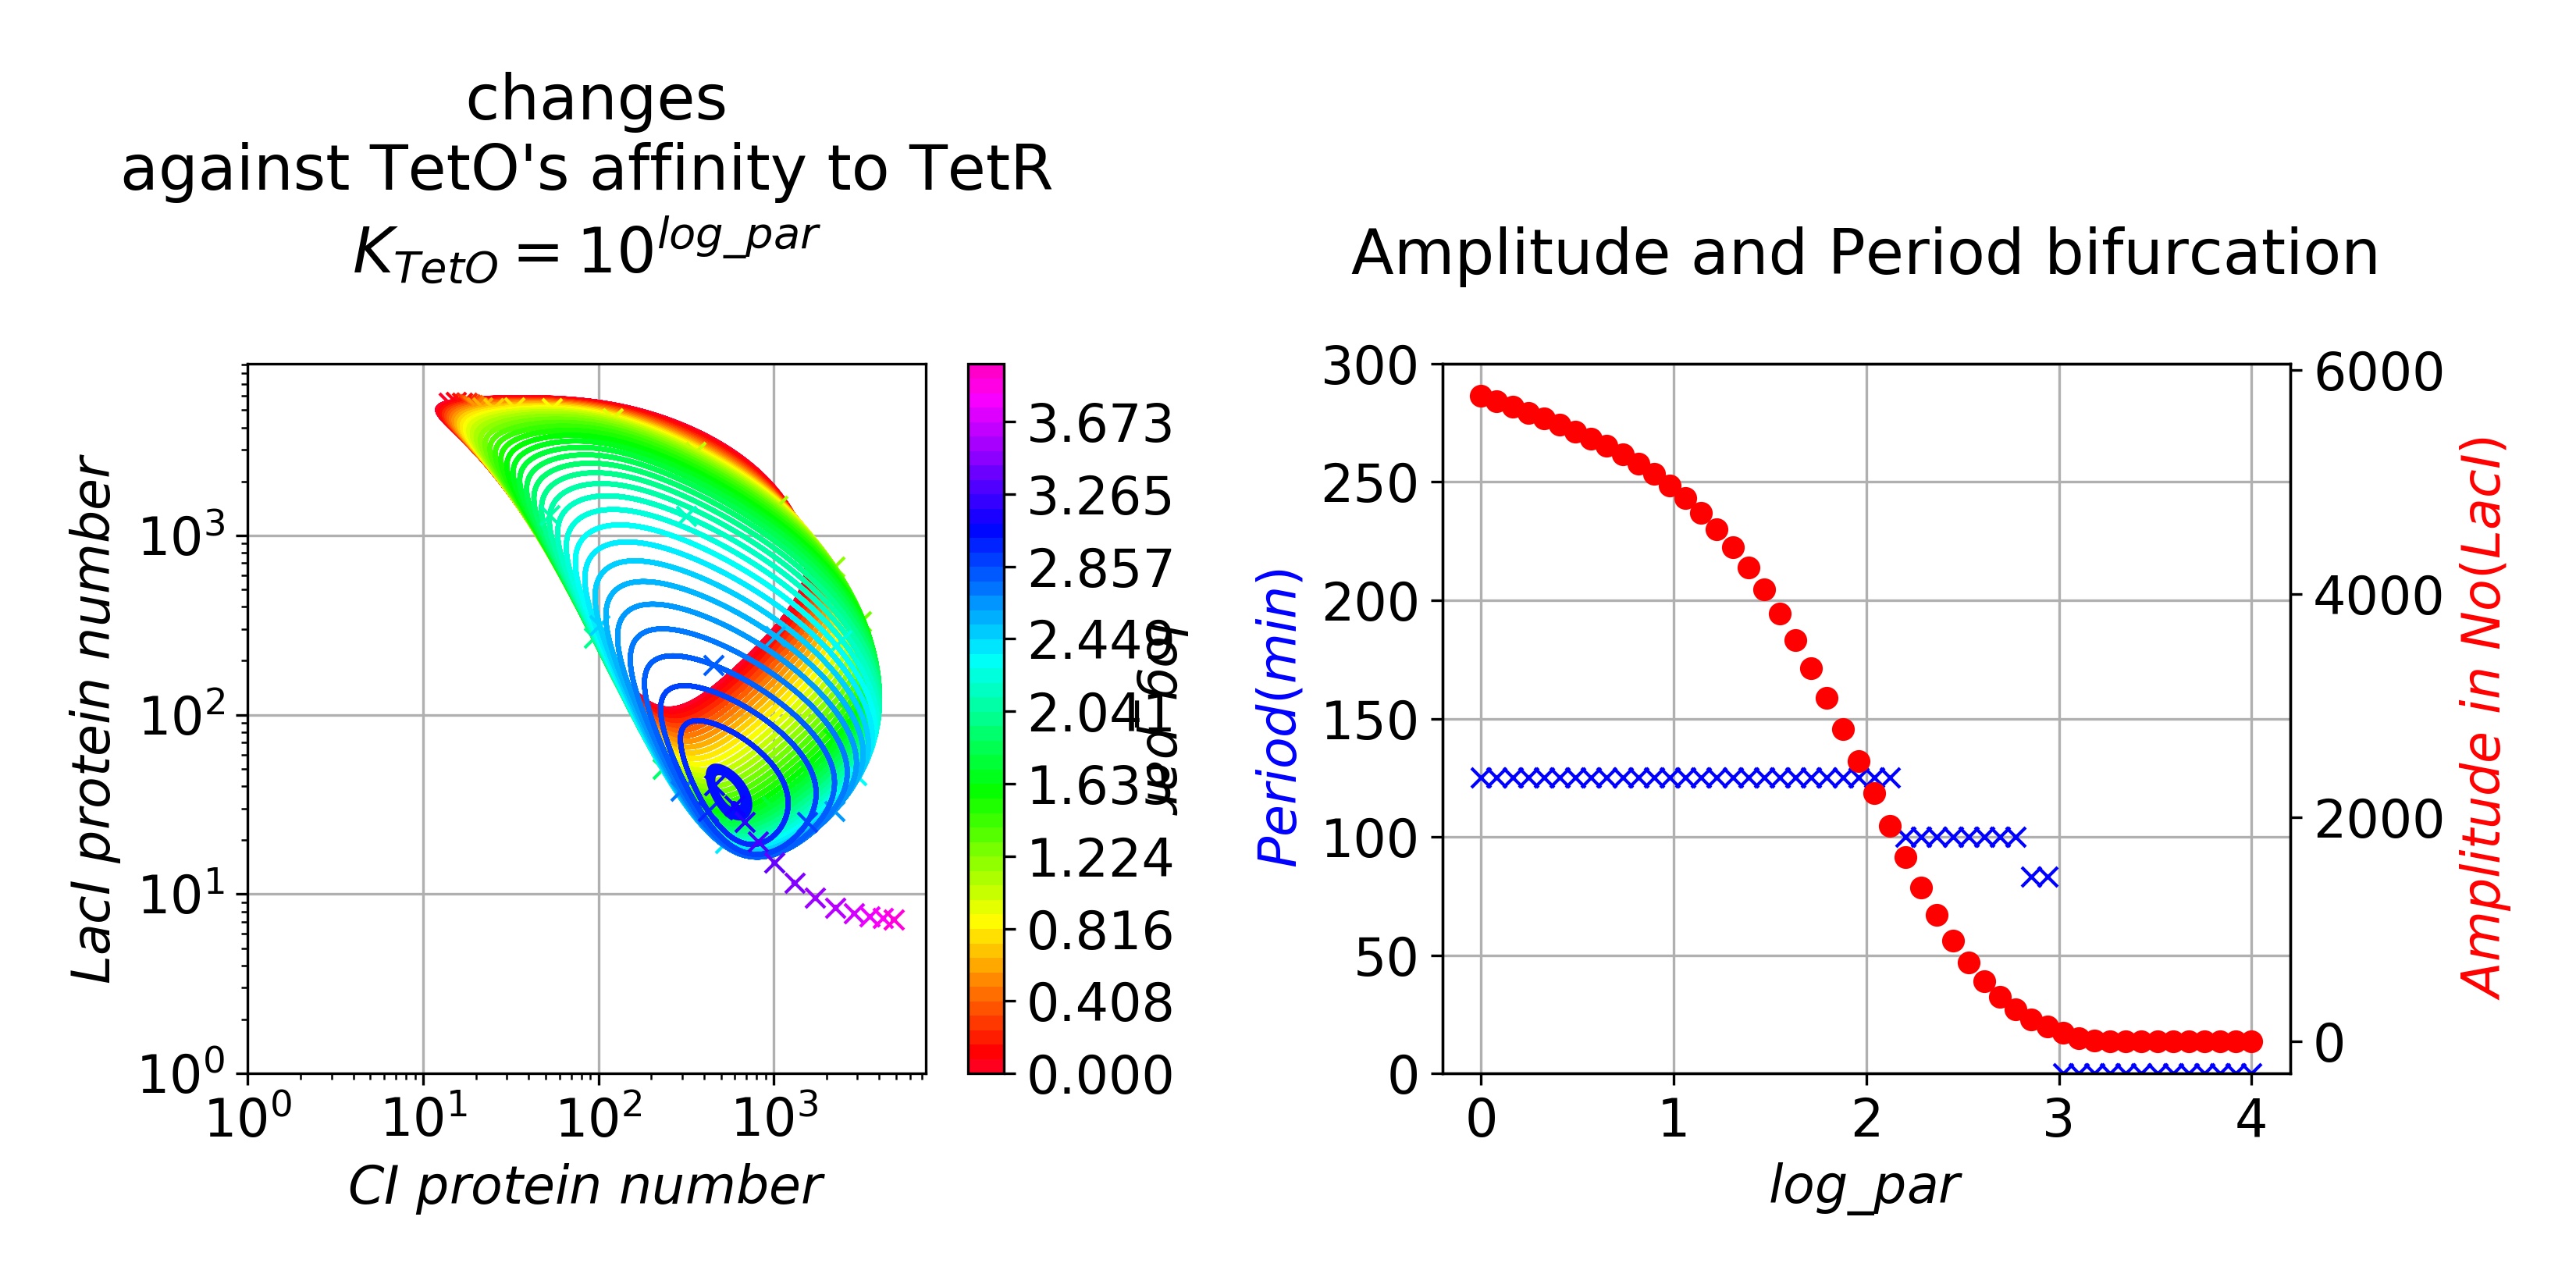 changes
against TetO's affinity to TetR
K_{TetO} = 10^{log_par}
LacI protein number
10^3
10^2
10^1
10^0
10^0 10^1 10^2 10^3
CI protein number
3.673
3.265
2.857
2.449
2.041
1.633
1.224
0.816
0.408
0.000
log_par
Amplitude and Period bifurcation
Period(min)
300
250
200
150
100
50
0
0 1 2 3 4
log_par
6000
4000
2000
0
Amplitude in No(LacI)